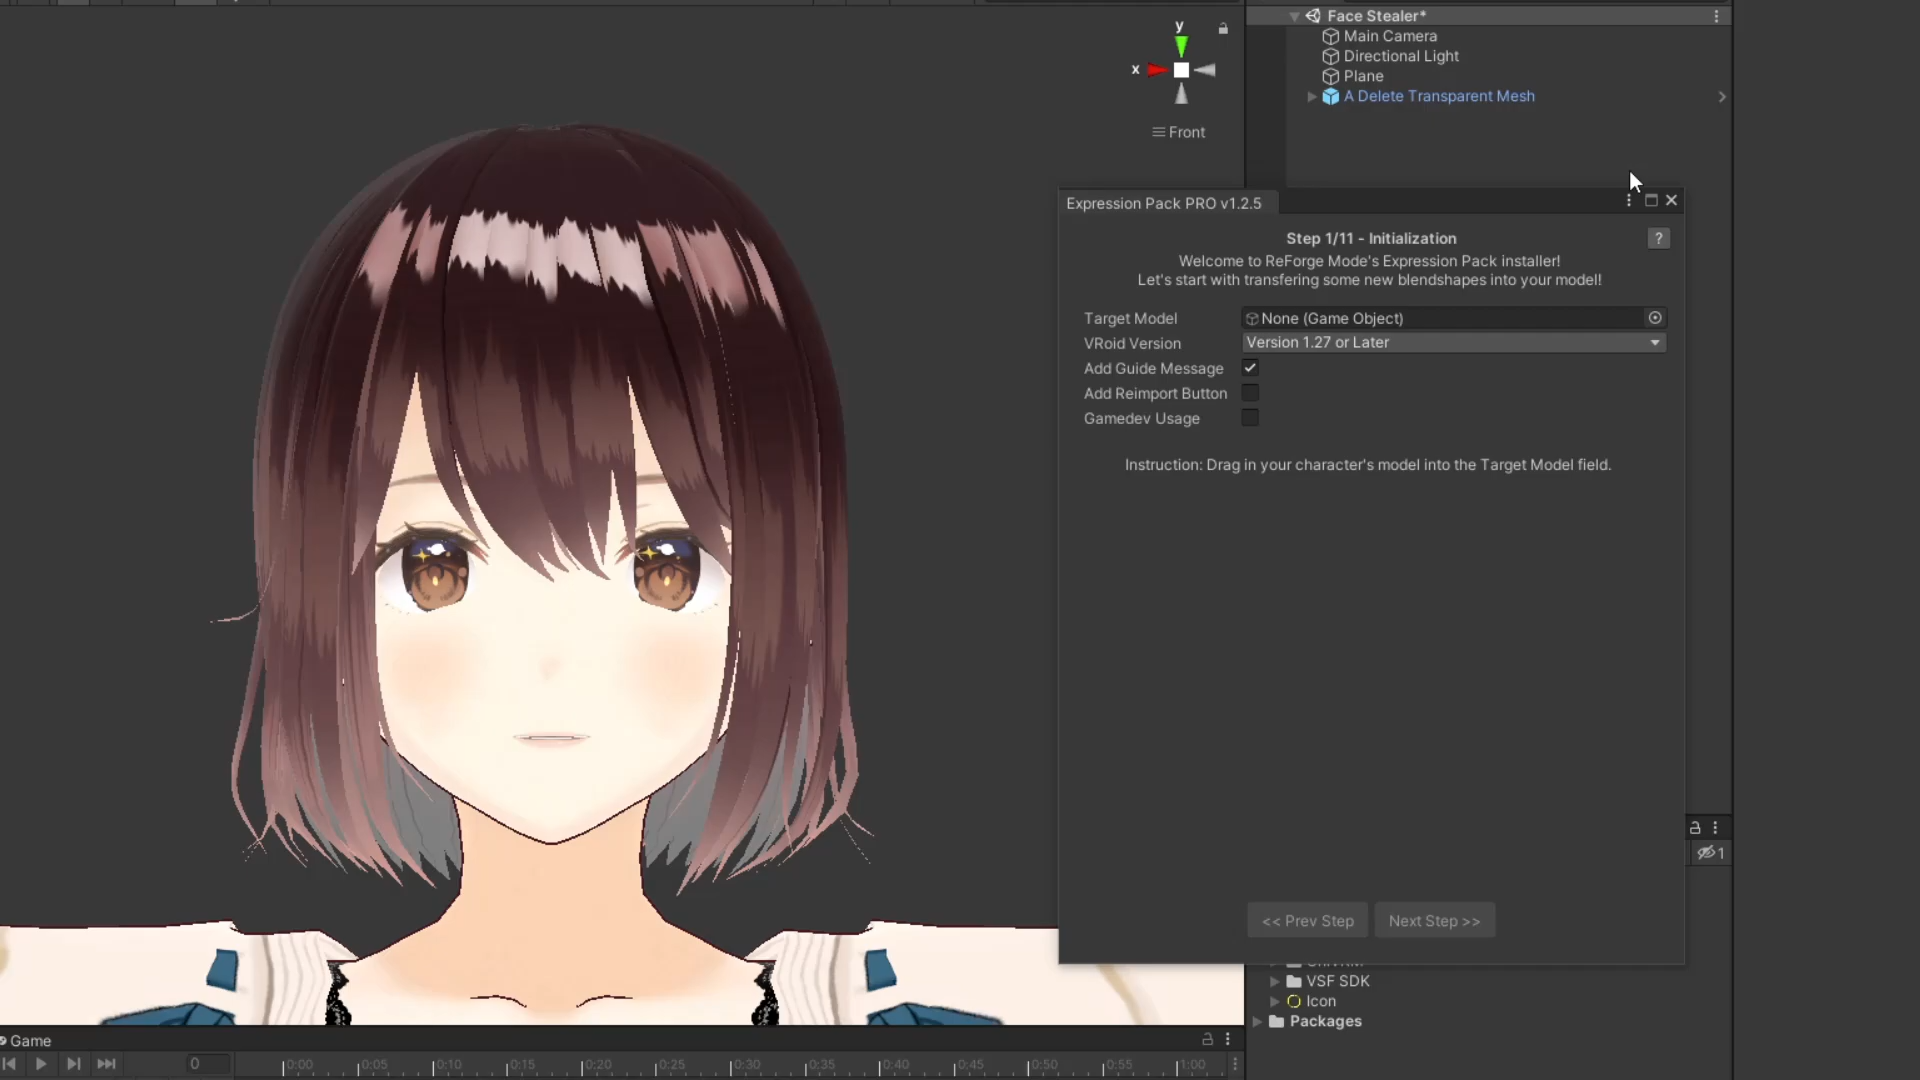 Face Stealer*
Main Camera
Directional Light
Plane
A Delete Transparent Mesh
y
x
Front
Expression Pack PRO v1.2.5
Step 1/11 - Initialization
?
Welcome to ReForge Mode's Expression Pack installer!
Let's start with transfering some new blendshapes into your model!
Target Model
None (Game Object)
VRoid Version
Version 1.27 or Later
Add Guide Message
Add Reimport Button
Gamedev Usage
Instruction: Drag in your character's model into the Target Model field.
1
<< Prev Step
Next Step >>
VSF SDK
Icon
Packages
Game
0
0:00
0:05
0:10
0:15
0:20
0:25
0:30
0:35
0:40
0:45
0:50
0:55
1:00